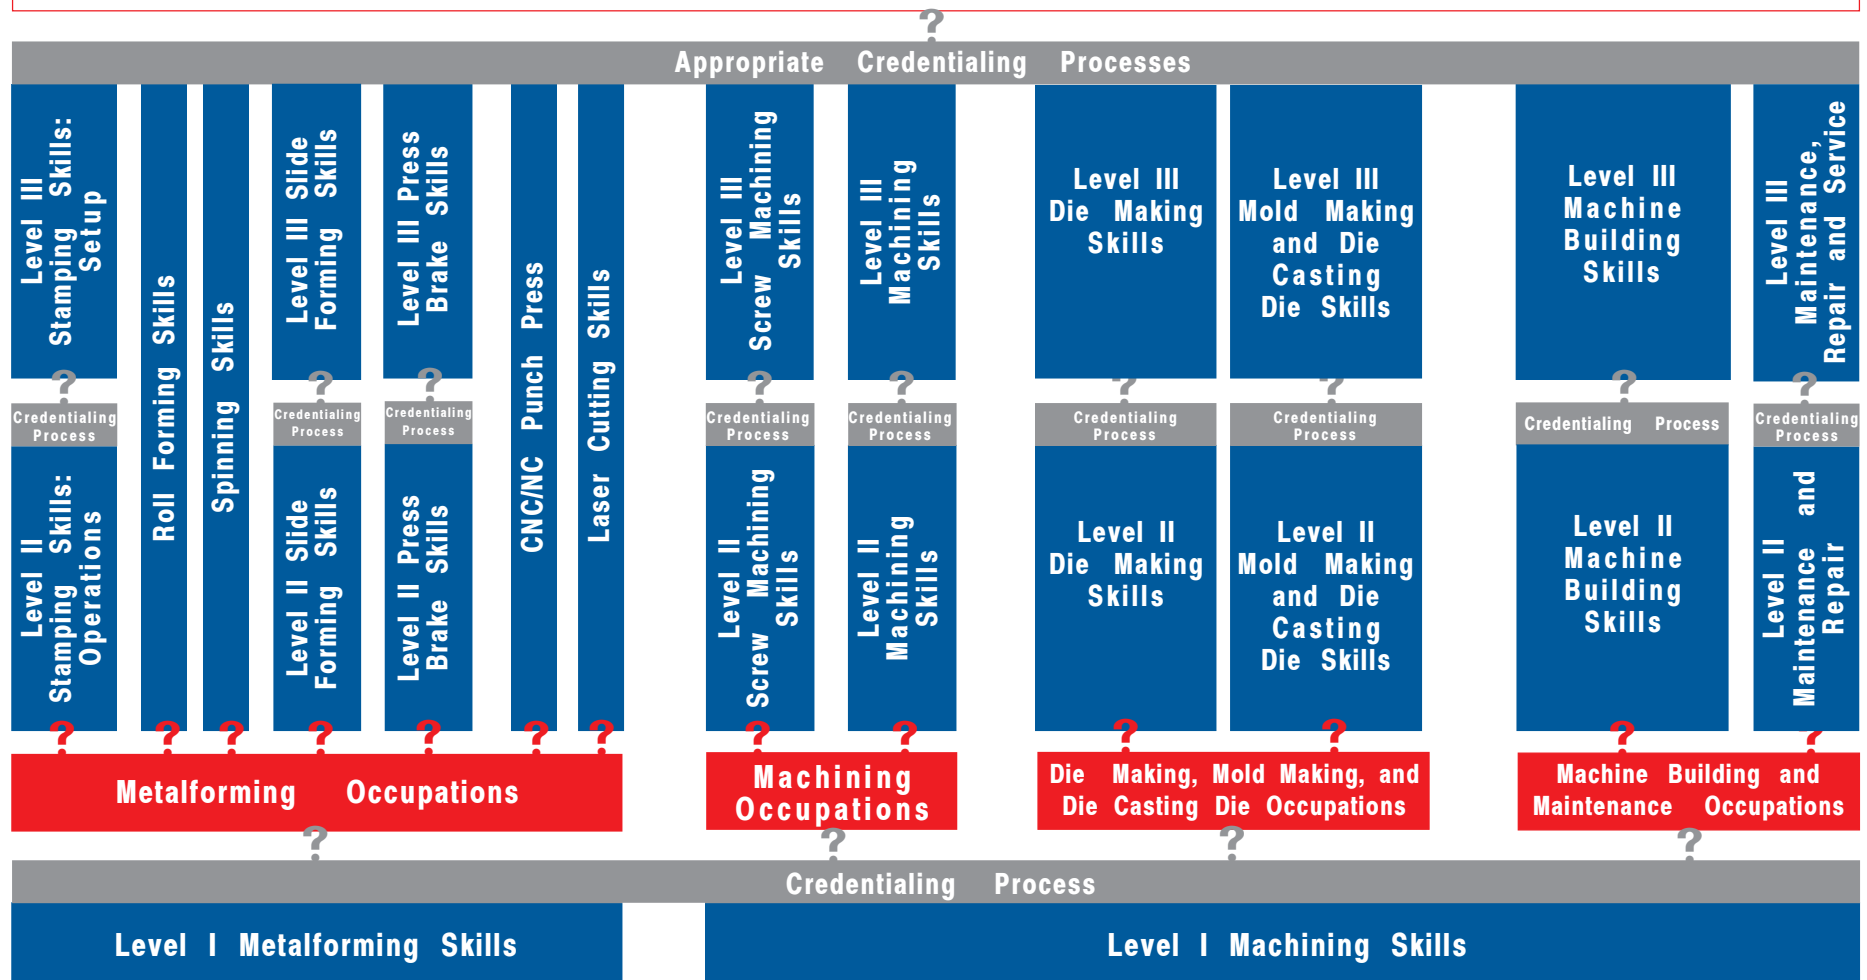 ?
Appropriate Credentialing Processes
Level III
Stamping Skills:
Setup
Roll Forming Skills
Spinning Skills
Level III Slide
Forming Skills
Level III Press
Brake Skills
CNC/NC Punch Press
Laser Cutting Skills
Level III
Screw Machining
Skills
Level III
Machining
Skills
Level III
Die Making
Skills
Level III
Mold Making
and Die
Casting
Die Skills
Level III
Machine
Building
Skills
Level III
Maintenance,
Repair and Service
? ? ? ? ? ? ? ? ?
Credentialing
Process
Credentialing
Process
Credentialing
Process
Credentialing
Process
Credentialing
Process
Credentialing
Process
Credentialing
Process
Credentialing Process
Credentialing
Process
Level II
Stamping Skills:
Operations
Level II Slide
Forming Skills
Level II Press
Brake Skills
Level II
Screw Machining
Skills
Level II
Machining
Skills
Level II
Die Making
Skills
Level II
Mold Making
and Die
Casting
Die Skills
Level II
Machine
Building
Skills
Level II
Maintenance and
Repair
? ? ? ? ? ? ? ? ? ? ? ? ?
Metalforming Occupations
Machining
Occupations
Die Making, Mold Making, and
Die Casting Die Occupations
Machine Building and
Maintenance Occupations
? ? ? ?
Credentialing Process
Level I Metalforming Skills
Level I Machining Skills